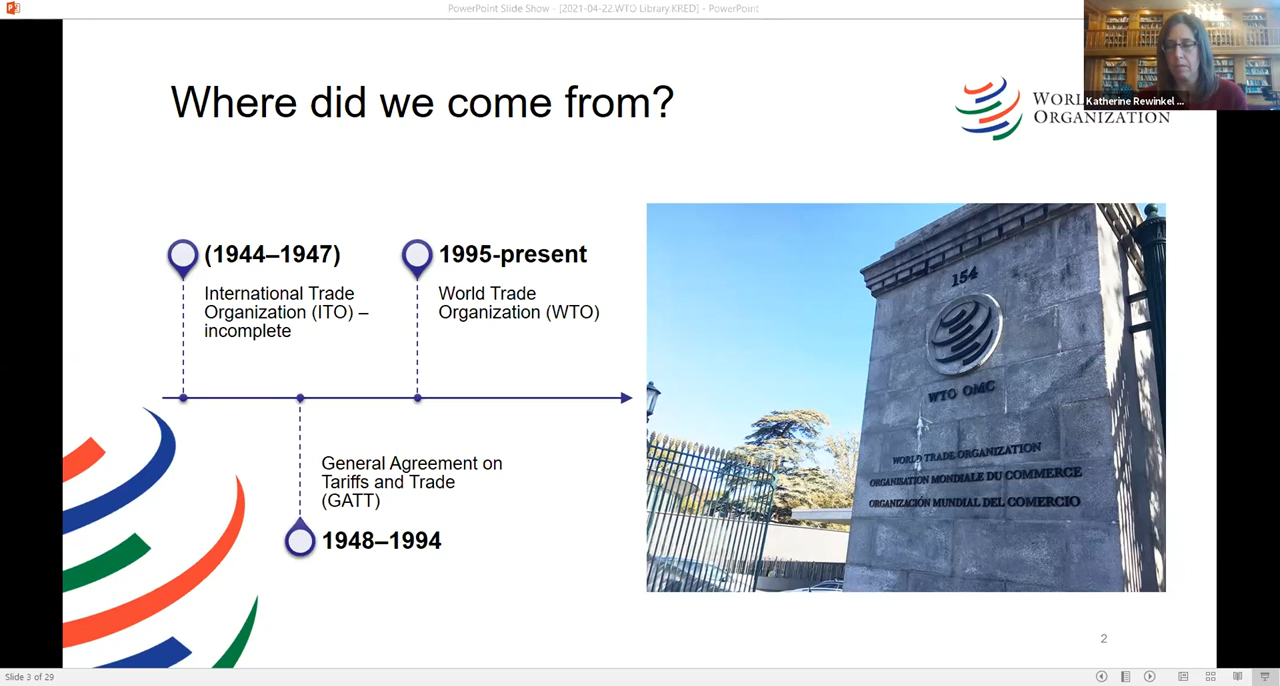 PowerPoint Slide Show - [2021-04-22.WTO Library.KRED] - PowerPoint
Where did we come from?
WORL
ORGANIZATION
Katherine Rewinkel ...
(1944–1947)
International Trade
Organization (ITO) –
incomplete
1995-present
World Trade
Organization (WTO)
General Agreement on
Tariffs and Trade
(GATT)
1948–1994
154
WTO OMC
WORLD TRADE ORGANIZATION
ORGANISATION MONDIALE DU COMMERCE
ORGANIZACIÓN MUNDIAL DEL COMERCIO
2
Slide 3 of 29